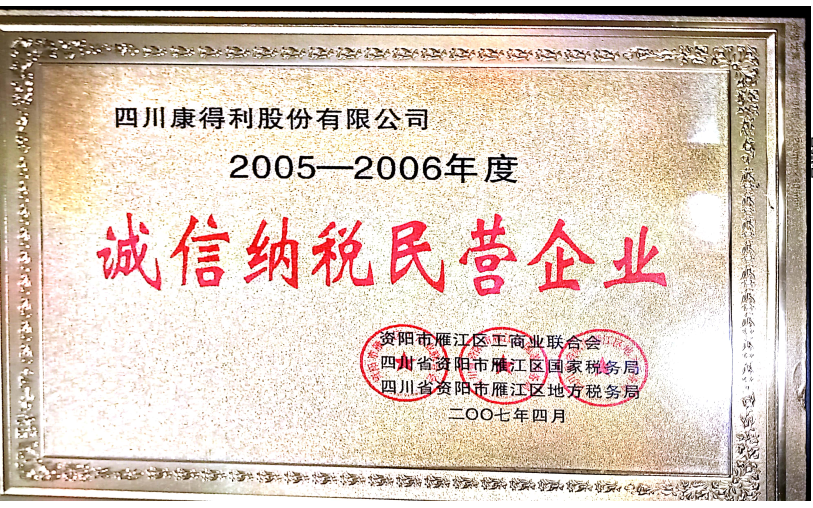 四川康得利股份有限公司
2005—2006年度
诚信纳税民营企业
资阳市雁江区工商业联合会
四川省资阳市雁江区国家税务局
四川省资阳市雁江区地方税务局
二〇〇七年四月